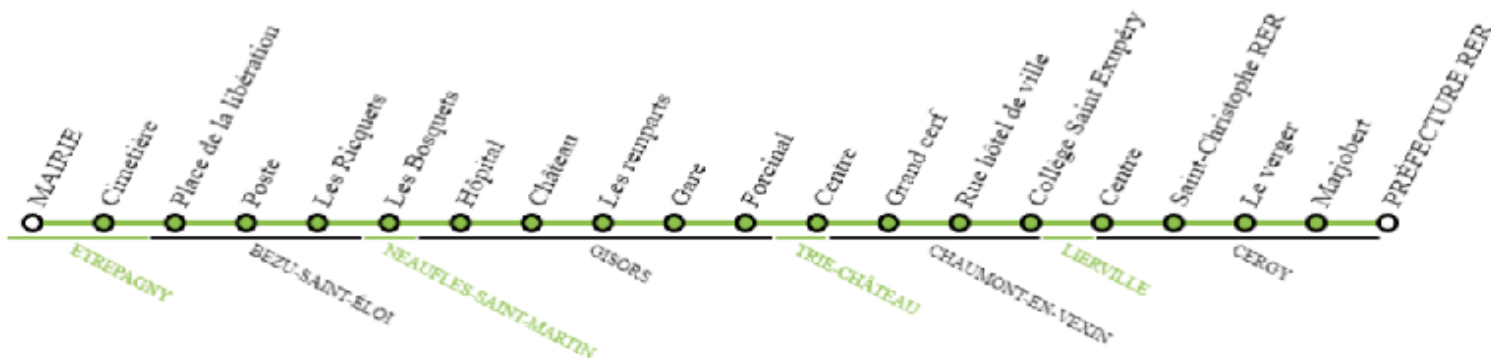 MAIRIE
Cimetière
Place de la libération
Poste
Les Ricquets
Les Bosquets
Hôpital
Château
Les remparts
Gare
Forcinal
Centre
Grand cerf
Rue hôtel de ville
Collège Saint Exupéry
Centre
Saint-Christophe RER
Le verger
Marjobert
PRÉFECTURE RER
ETREPAGNY
BEZU-SAINT-ÉLOI
NEAUFLES-SAINT-MARTIN
GISORS
TRIE-CHÂTEAU
CHAUMONT-EN-VEXIN
LIERVILLE
CERGY